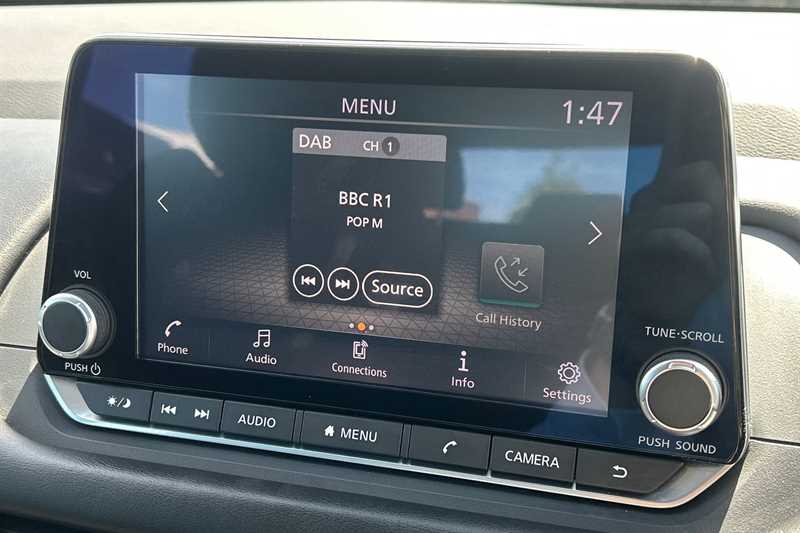 MENU
1:47
DAB CH 1
BBC R1
POP M
Source
Call History
VOL
TUNE·SCROLL
Phone
Audio
Connections
Info
Settings
PUSH
PUSH SOUND
AUDIO
MENU
CAMERA